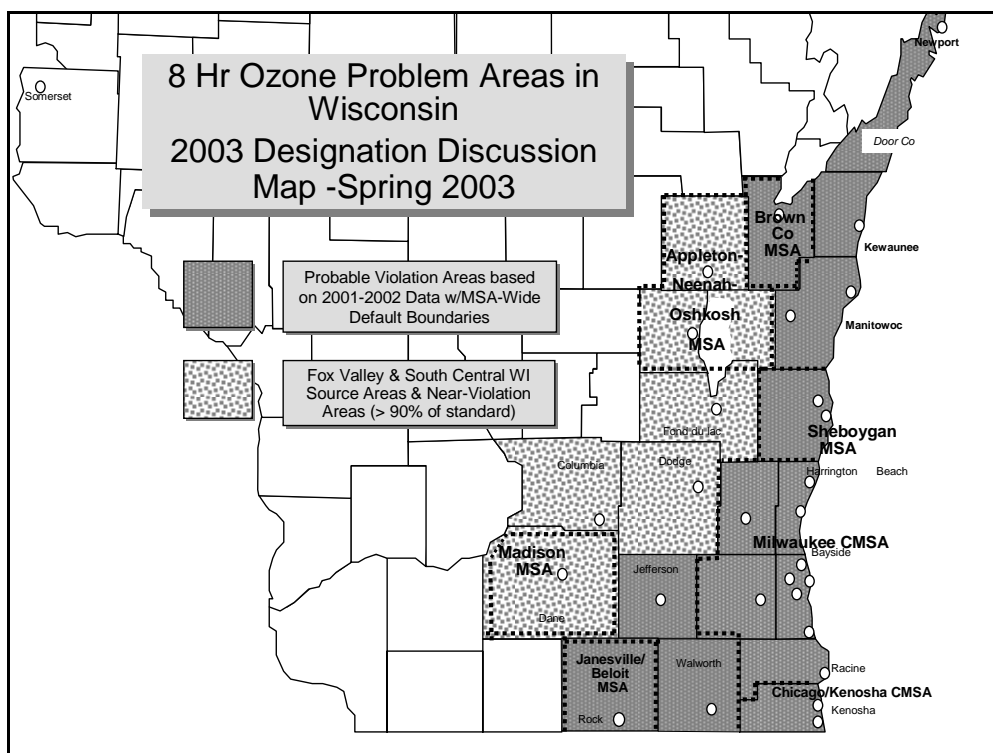 8 Hr Ozone Problem Areas in
Wisconsin
2003 Designation Discussion
Map -Spring 2003
Newport
Somerset
Door Co
Brown
Co
MSA
Kewaunee
Appleton-
Neenah-
Oshkosh
MSA
Probable Violation Areas based
on 2001-2002 Data w/MSA-Wide
Default Boundaries
Manitowoc
Fox Valley & South Central WI
Source Areas & Near-Violation
Areas (> 90% of standard)
Fond du lac
Sheboygan
MSA
Columbia
Dodge
Harrington Beach
Milwaukee CMSA
Bayside
Madison
MSA
Jefferson
Dane
Janesville/
Beloit
MSA
Walworth
Racine
Chicago/Kenosha CMSA
Rock
Kenosha